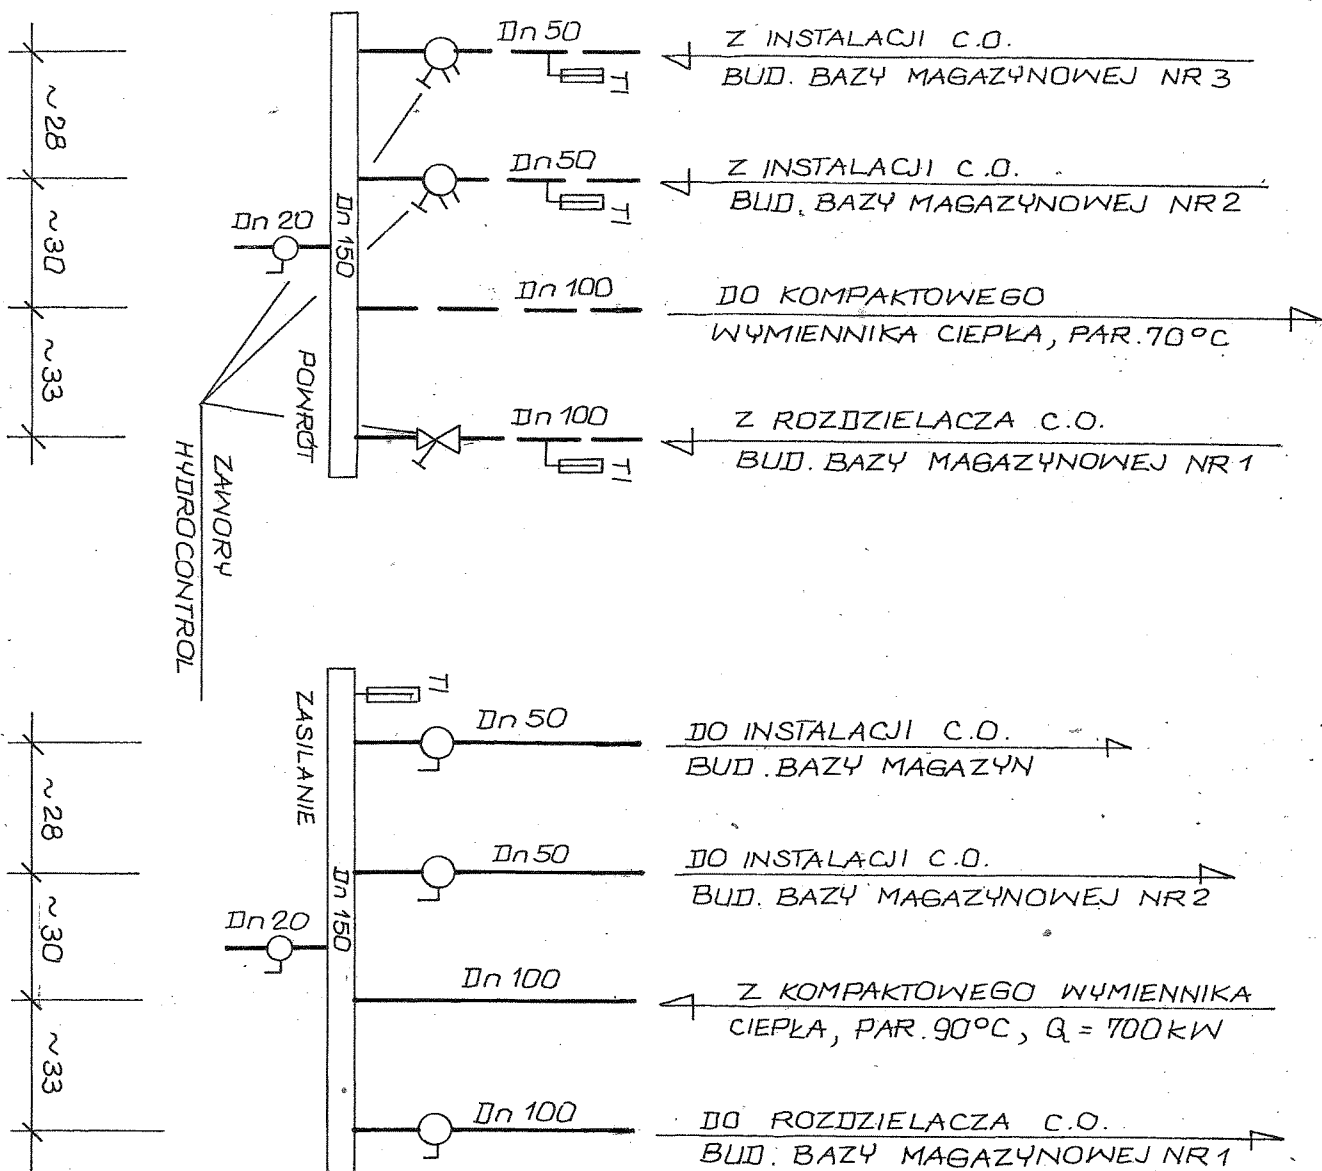 Dn 50
Z INSTALACJI C.O.
BUD. BAZY MAGAZYNOWEJ NR 3
TI
~28
Dn 50
Z INSTALACJI C.O.
BUD. BAZY MAGAZYNOWEJ NR 2
TI
Dn 20
Dn 150
~30
Dn 100
DO KOMPAKTOWEGO
WYMIENNIKA CIEPŁA, PAR. 70°C
~33
POWRÓT
Dn 100
Z ROZDZIELACZA C.O.
BUD. BAZY MAGAZYNOWEJ NR 1
TI
ZAWORY
HYDROCONTROL
TI
ZASILANIE
Dn 50
DO INSTALACJI C.O.
BUD. BAZY MAGAZYN
~28
Dn 50
DO INSTALACJI C.O.
BUD. BAZY MAGAZYNOWEJ NR 2
Dn 20
Dn 150
~30
Dn 100
Z KOMPAKTOWEGO WYMIENNIKA
CIEPŁA, PAR. 90°C, Q = 700 kW
~33
Dn 100
DO ROZDZIELACZA C.O.
BUD. BAZY MAGAZYNOWEJ NR 1